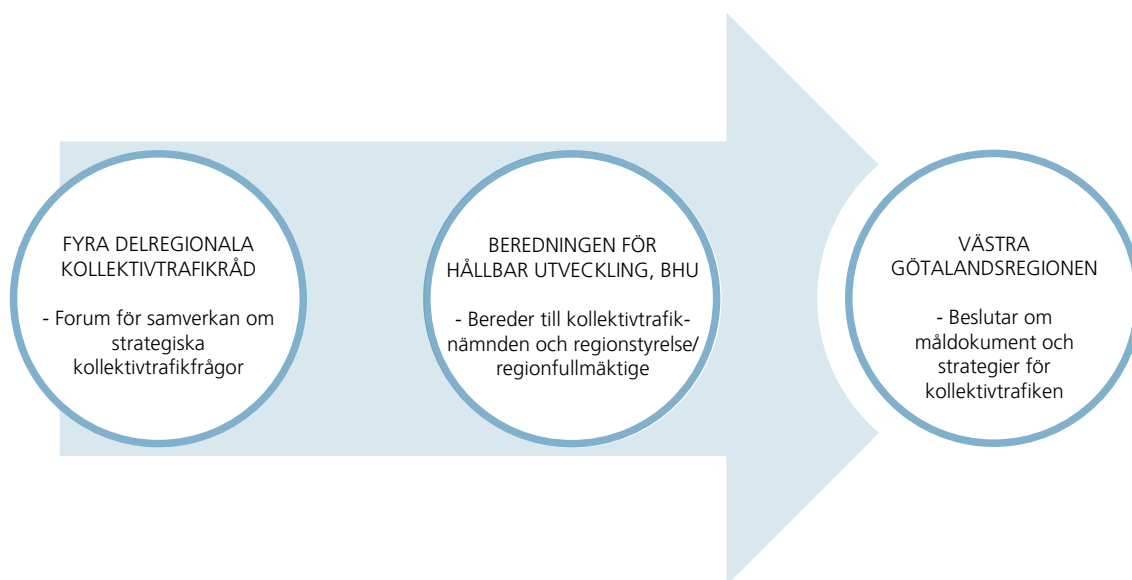 FYRA DELREGIONALA
KOLLEKTIVTRAFIKRÅD
- Forum för samverkan om
strategiska
kollektivtrafikfrågor
BEREDNINGEN FÖR
HÅLLBAR UTVECKLING, BHU
- Bereder till kollektivtrafik-
nämnden och regionstyrelse/
regionfullmäktige
VÄSTRA
GÖTALANDSREGIONEN
- Beslutar om
måldokument och
strategier för
kollektivtrafiken